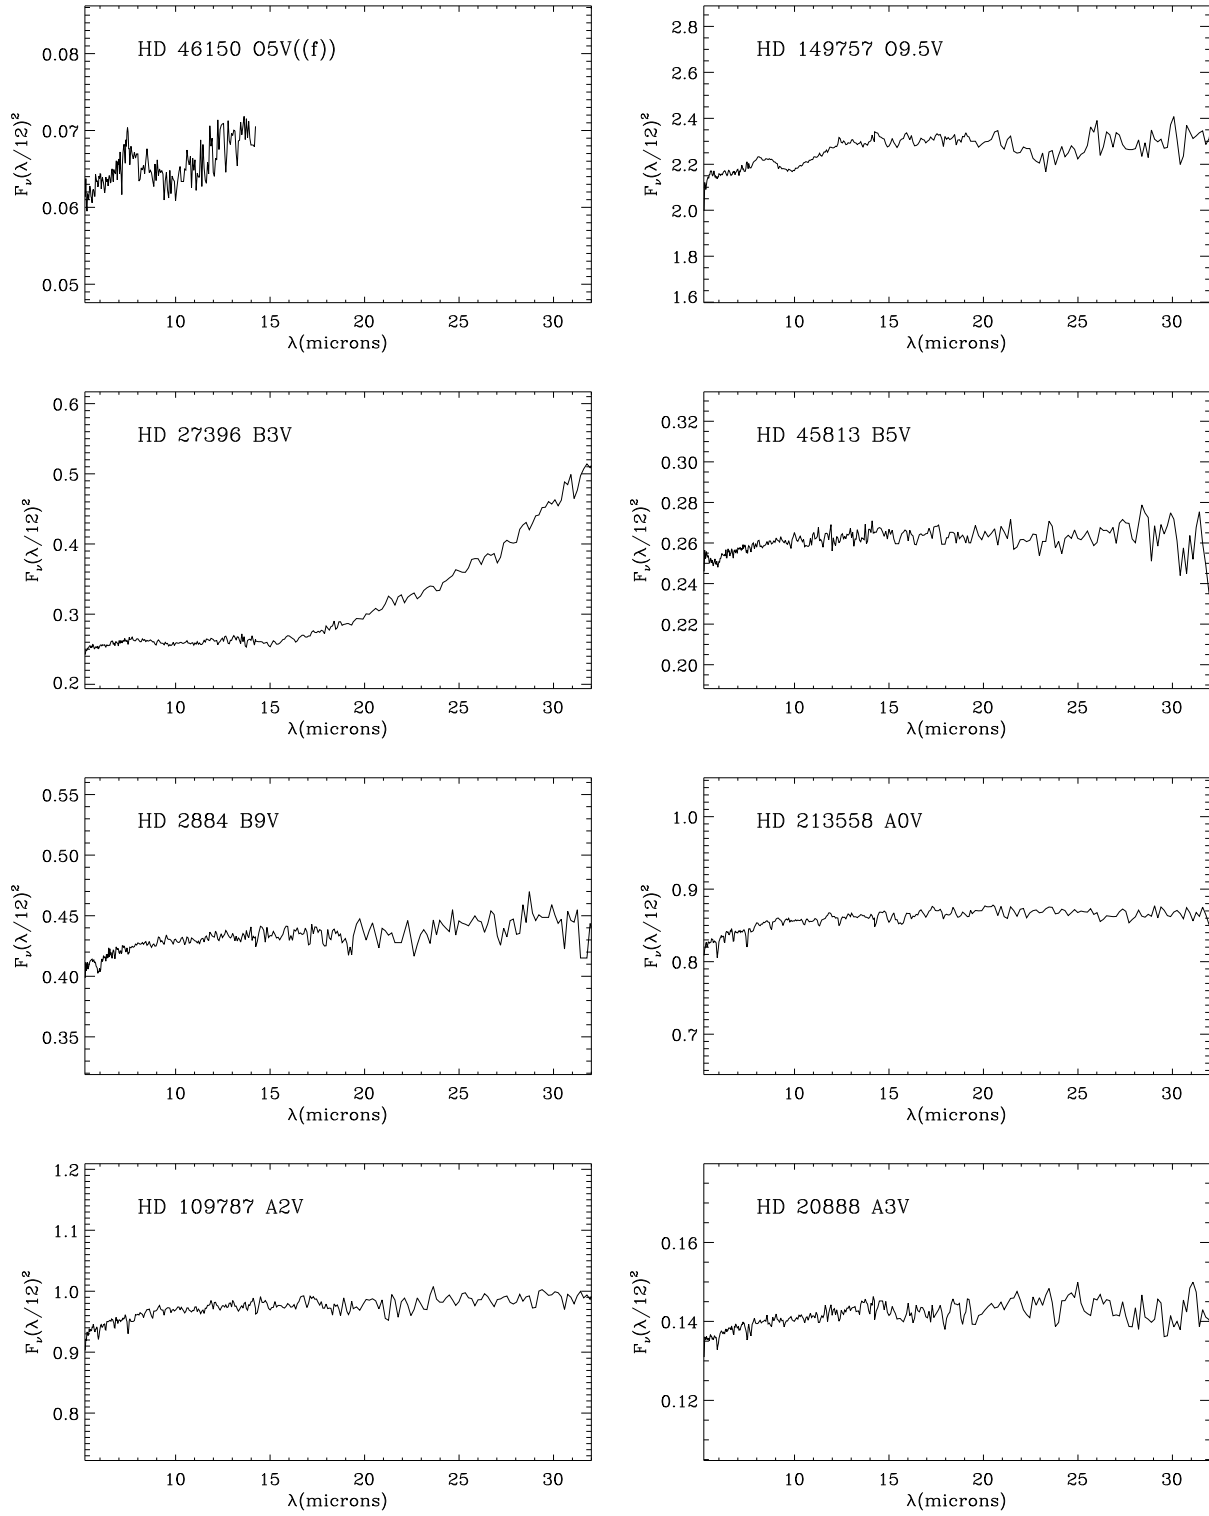 HD 46150 O5V((f))
0.08
0.07
0.06
0.05
Fν(λ/12)²
10 15 20 25 30
λ(microns)
HD 149757 O9.5V
2.8
2.6
2.4
2.2
2.0
1.8
1.6
Fν(λ/12)²
10 15 20 25 30
λ(microns)
HD 27396 B3V
0.6
0.5
0.4
0.3
0.2
Fν(λ/12)²
10 15 20 25 30
λ(microns)
HD 45813 B5V
0.32
0.30
0.28
0.26
0.24
0.22
0.20
Fν(λ/12)²
10 15 20 25 30
λ(microns)
HD 2884 B9V
0.55
0.50
0.45
0.40
0.35
Fν(λ/12)²
10 15 20 25 30
λ(microns)
HD 213558 A0V
1.0
0.9
0.8
0.7
Fν(λ/12)²
10 15 20 25 30
λ(microns)
HD 109787 A2V
1.2
1.1
1.0
0.9
0.8
Fν(λ/12)²
10 15 20 25 30
λ(microns)
HD 20888 A3V
0.16
0.14
0.12
Fν(λ/12)²
10 15 20 25 30
λ(microns)